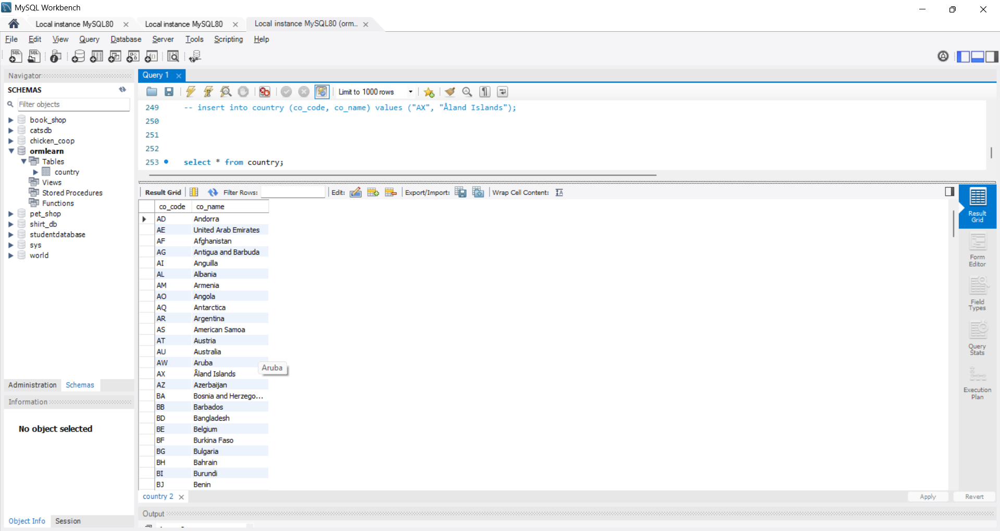 MySQL Workbench
Local instance MySQL80
Local instance MySQL80
Local instance MySQL80 (orm...
File Edit View Query Database Server Tools Scripting Help
Navigator
SCHEMAS
Filter objects
book_shop
catsdb
chicken_coop
ormlearn
Tables
country
Views
Stored Procedures
Functions
pet_shop
shirt_db
studentdatabase
sys
world
Administration Schemas
Information
No object selected
Object Info Session
Query 1
Limit to 1000 rows
249 -- insert into country (co_code, co_name) values ("AX", "Åland Islands");
250
251
252
253 select * from country;
Result Grid Filter Rows: Edit: Export/Import: Wrap Cell Content:
co_code co_name
AD Andorra
AE United Arab Emirates
AF Afghanistan
AG Antigua and Barbuda
AI Anguilla
AL Albania
AM Armenia
AO Angola
AQ Antarctica
AR Argentina
AS American Samoa
AT Austria
AU Australia
AW Aruba
Aruba
AX Åland Islands
AZ Azerbaijan
BA Bosnia and Herzego...
BB Barbados
BD Bangladesh
BE Belgium
BF Burkina Faso
BG Bulgaria
BH Bahrain
BI Burundi
BJ Benin
Result
Grid
Form
Editor
Field
Types
Query
Stats
Execution
Plan
country 2
Apply Revert
Output